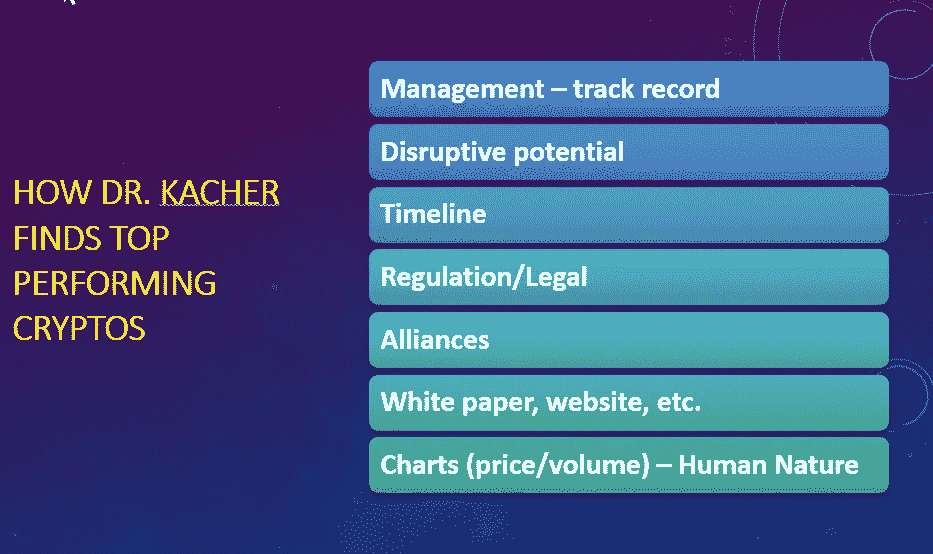 HOW DR. KACHER
FINDS TOP
PERFORMING
CRYPTOS
Management – track record
Disruptive potential
Timeline
Regulation/Legal
Alliances
White paper, website, etc.
Charts (price/volume) – Human Nature